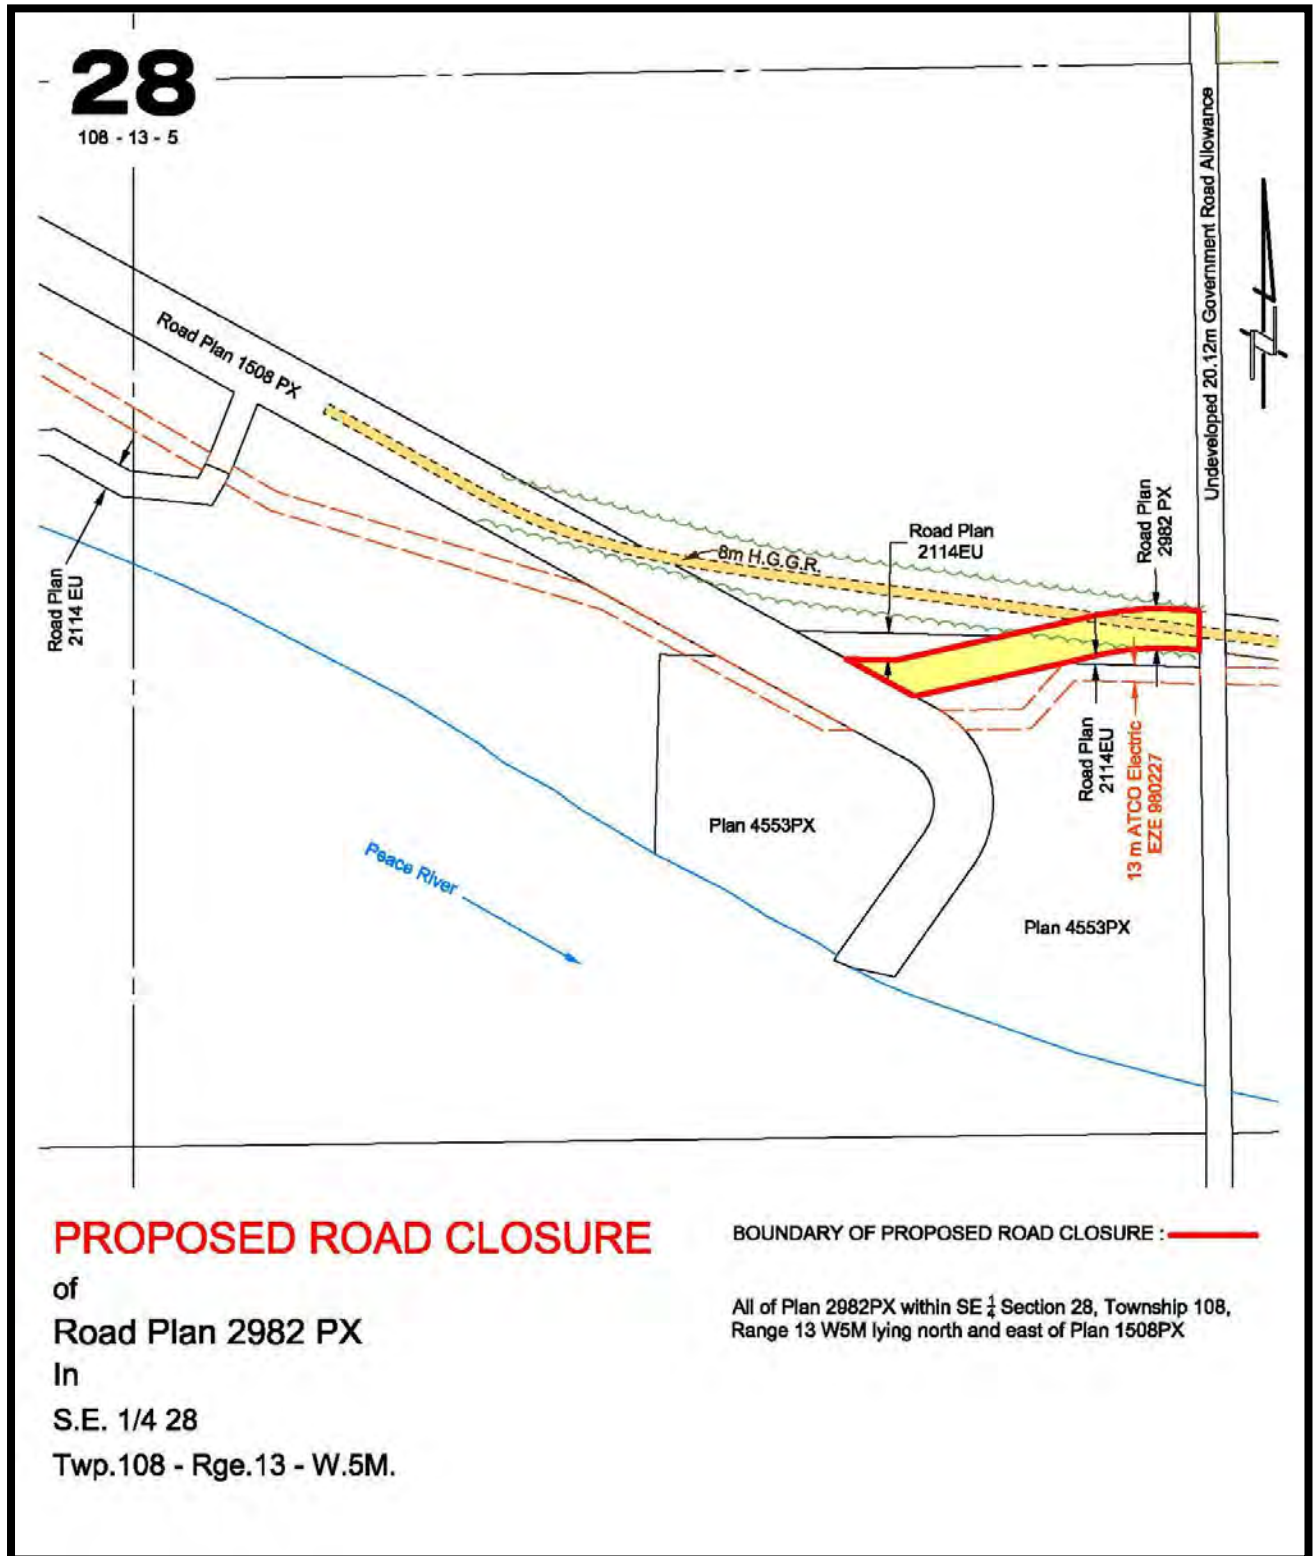 28
108 - 13 - 5
Undeveloped 20.12m Government Road Allowance
Road Plan 1508 PX
Road Plan
2982 PX
Road Plan
2114EU
8m H.G.G.R.
Road Plan
2114 EU
Road Plan
2114EU
13 m ATCO Electric
EZE 980227
Plan 4553PX
Peace River
Plan 4553PX
PROPOSED ROAD CLOSURE
of
Road Plan 2982 PX
In
S.E. 1/4 28
Twp.108 - Rge.13 - W.5M.
BOUNDARY OF PROPOSED ROAD CLOSURE :
All of Plan 2982PX within SE 1/4 Section 28, Township 108,
Range 13 W5M lying north and east of Plan 1508PX